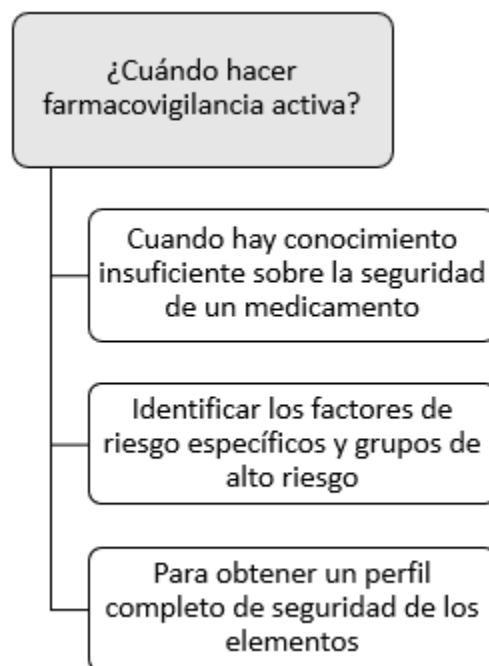 ¿Cuándo hacer
farmacovigilancia activa?
Cuando hay conocimiento
insuficiente sobre la seguridad
de un medicamento
Identificar los factores de
riesgo específicos y grupos de
alto riesgo
Para obtener un perfil
completo de seguridad de los
elementos